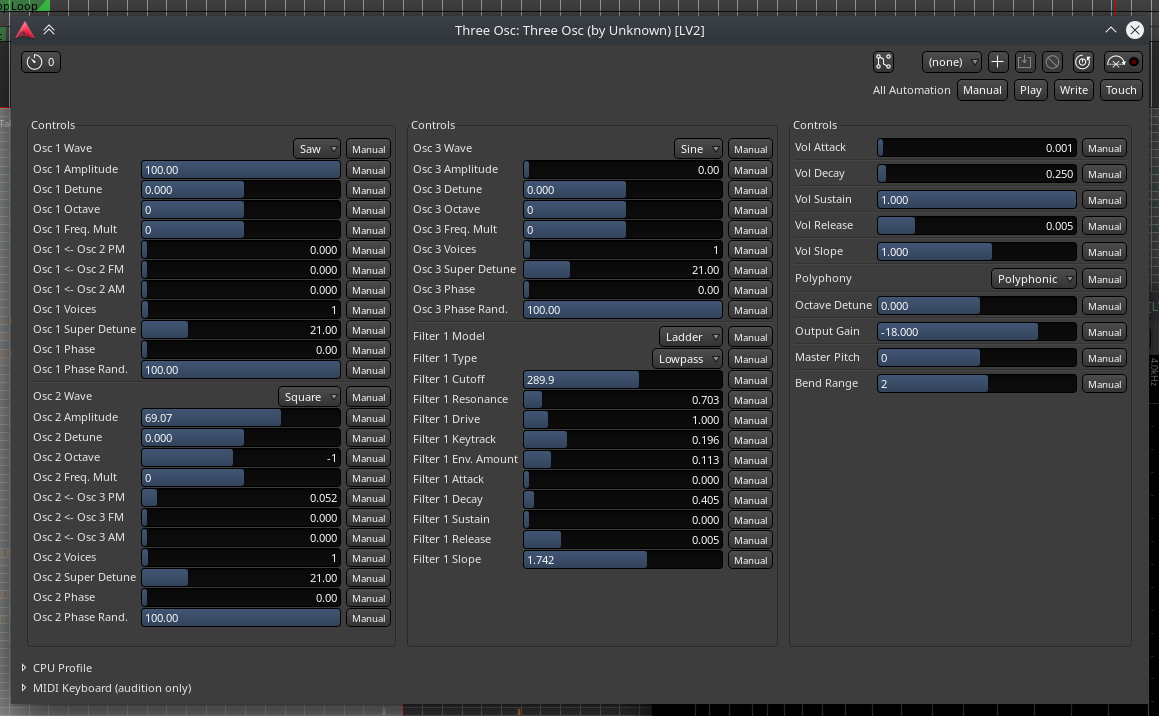 Loop
Three Osc: Three Osc (by Unknown) [LV2]
0
(none)
All Automation Manual Play Write Touch
Controls
Osc 1 Wave Saw Manual
Osc 1 Amplitude 100.00 Manual
Osc 1 Detune 0.000 Manual
Osc 1 Octave 0 Manual
Osc 1 Freq. Mult 0 Manual
Osc 1 <- Osc 2 PM 0.000 Manual
Osc 1 <- Osc 2 FM 0.000 Manual
Osc 1 <- Osc 2 AM 0.000 Manual
Osc 1 Voices 1 Manual
Osc 1 Super Detune 21.00 Manual
Osc 1 Phase 0.00 Manual
Osc 1 Phase Rand. 100.00 Manual
Osc 2 Wave Square Manual
Osc 2 Amplitude 69.07 Manual
Osc 2 Detune 0.000 Manual
Osc 2 Octave -1 Manual
Osc 2 Freq. Mult 0 Manual
Osc 2 <- Osc 3 PM 0.052 Manual
Osc 2 <- Osc 3 FM 0.000 Manual
Osc 2 <- Osc 3 AM 0.000 Manual
Osc 2 Voices 1 Manual
Osc 2 Super Detune 21.00 Manual
Osc 2 Phase 0.00 Manual
Osc 2 Phase Rand. 100.00 Manual
Controls
Osc 3 Wave Sine Manual
Osc 3 Amplitude 0.00 Manual
Osc 3 Detune 0.000 Manual
Osc 3 Octave 0 Manual
Osc 3 Freq. Mult 0 Manual
Osc 3 Voices 1 Manual
Osc 3 Super Detune 21.00 Manual
Osc 3 Phase 0.00 Manual
Osc 3 Phase Rand. 100.00 Manual
Filter 1 Model Ladder Manual
Filter 1 Type Lowpass Manual
Filter 1 Cutoff 289.9 Manual
Filter 1 Resonance 0.703 Manual
Filter 1 Drive 1.000 Manual
Filter 1 Keytrack 0.196 Manual
Filter 1 Env. Amount 0.113 Manual
Filter 1 Attack 0.000 Manual
Filter 1 Decay 0.405 Manual
Filter 1 Sustain 0.000 Manual
Filter 1 Release 0.005 Manual
Filter 1 Slope 1.742 Manual
Controls
Vol Attack 0.001 Manual
Vol Decay 0.250 Manual
Vol Sustain 1.000 Manual
Vol Release 0.005 Manual
Vol Slope 1.000 Manual
Polyphony Polyphonic Manual
Octave Detune 0.000 Manual
Output Gain -18.000 Manual
Master Pitch 0 Manual
Bend Range 2 Manual
4.0kHz
CPU Profile
MIDI Keyboard (audition only)